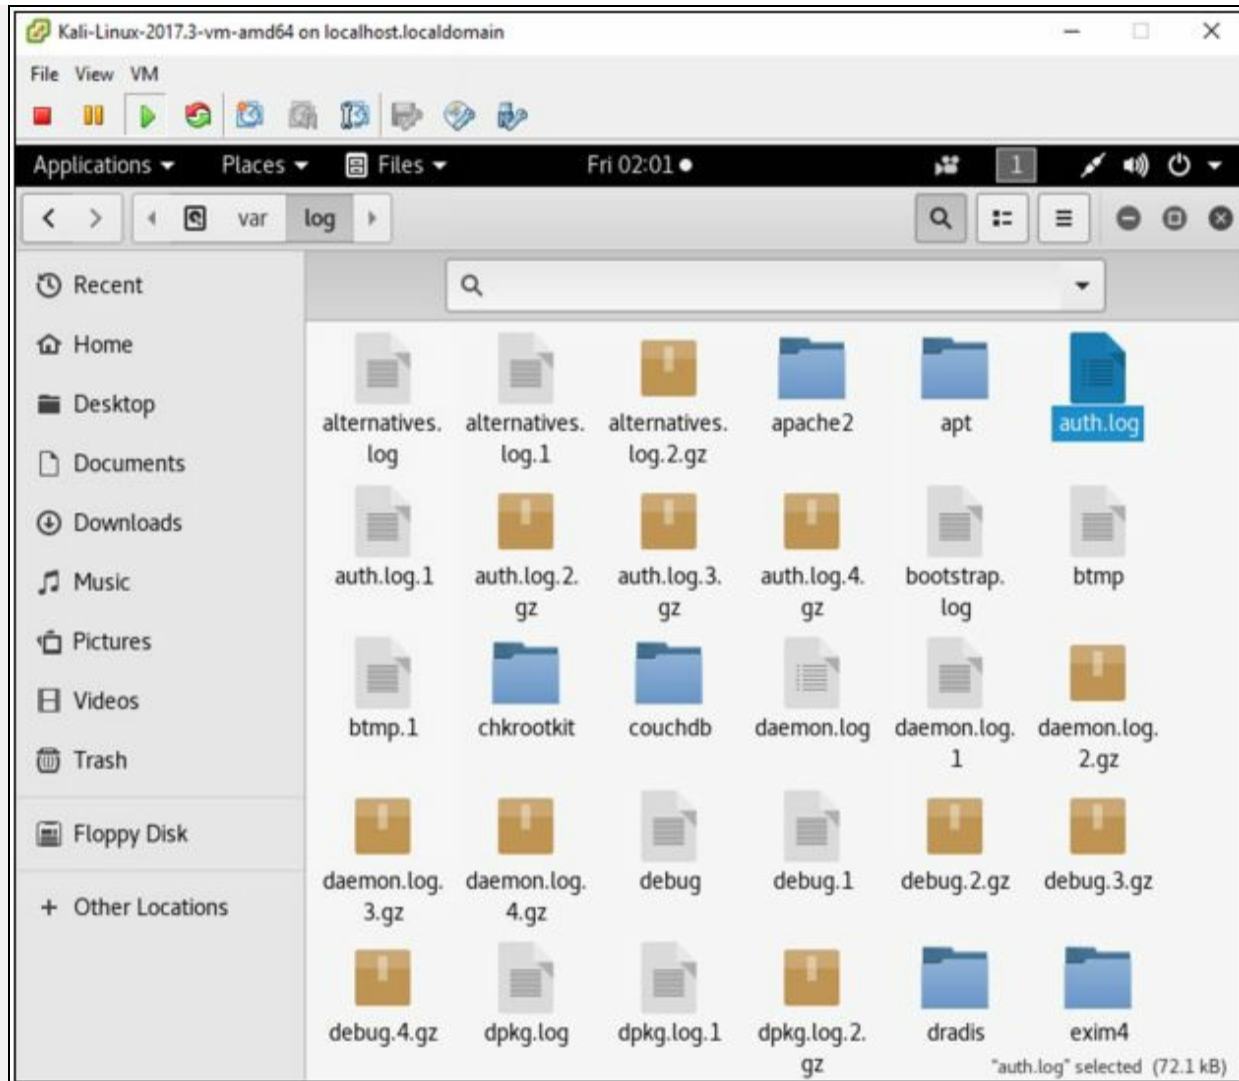 Kali-Linux-2017.3-vm-amd64 on localhost.localdomain
File View VM
Applications Places Files Fri 02:01 1
var log
Recent
Home
Desktop
Documents
Downloads
Music
Pictures
Videos
Trash
Floppy Disk
+ Other Locations
alternatives.
log
alternatives.
log.1
alternatives.
log.2.gz
apache2
apt
auth.log
auth.log.1
auth.log.2.
gz
auth.log.3.
gz
auth.log.4.
gz
bootstrap.
log
btmp
btmp.1
chkrootkit
couchdb
daemon.log
daemon.log.
1
daemon.log.
2.gz
daemon.log.
3.gz
daemon.log.
4.gz
debug
debug.1
debug.2.gz
debug.3.gz
debug.4.gz
dpkg.log
dpkg.log.1
dpkg.log.2.
gz
dradis
exim4
"auth.log" selected (72.1 kB)